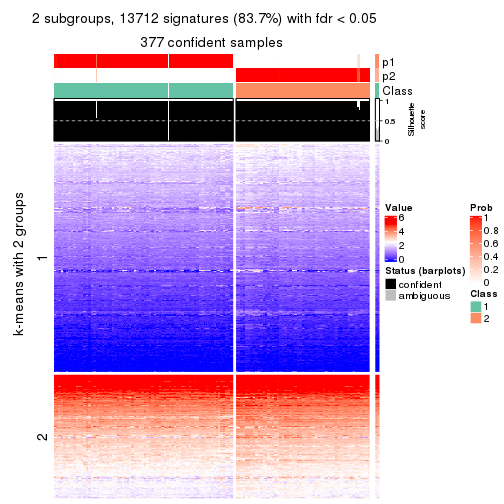 2 subgroups, 13712 signatures (83.7%) with fdr < 0.05
377 confident samples
p1
p2
Class
1
0.5
0
Silhouette
score
k-means with 2 groups
1
2
Value
6
4
2
0
Status (barplots)
confident
ambiguous
Prob
1
0.8
0.6
0.4
0.2
0
Class
1
2